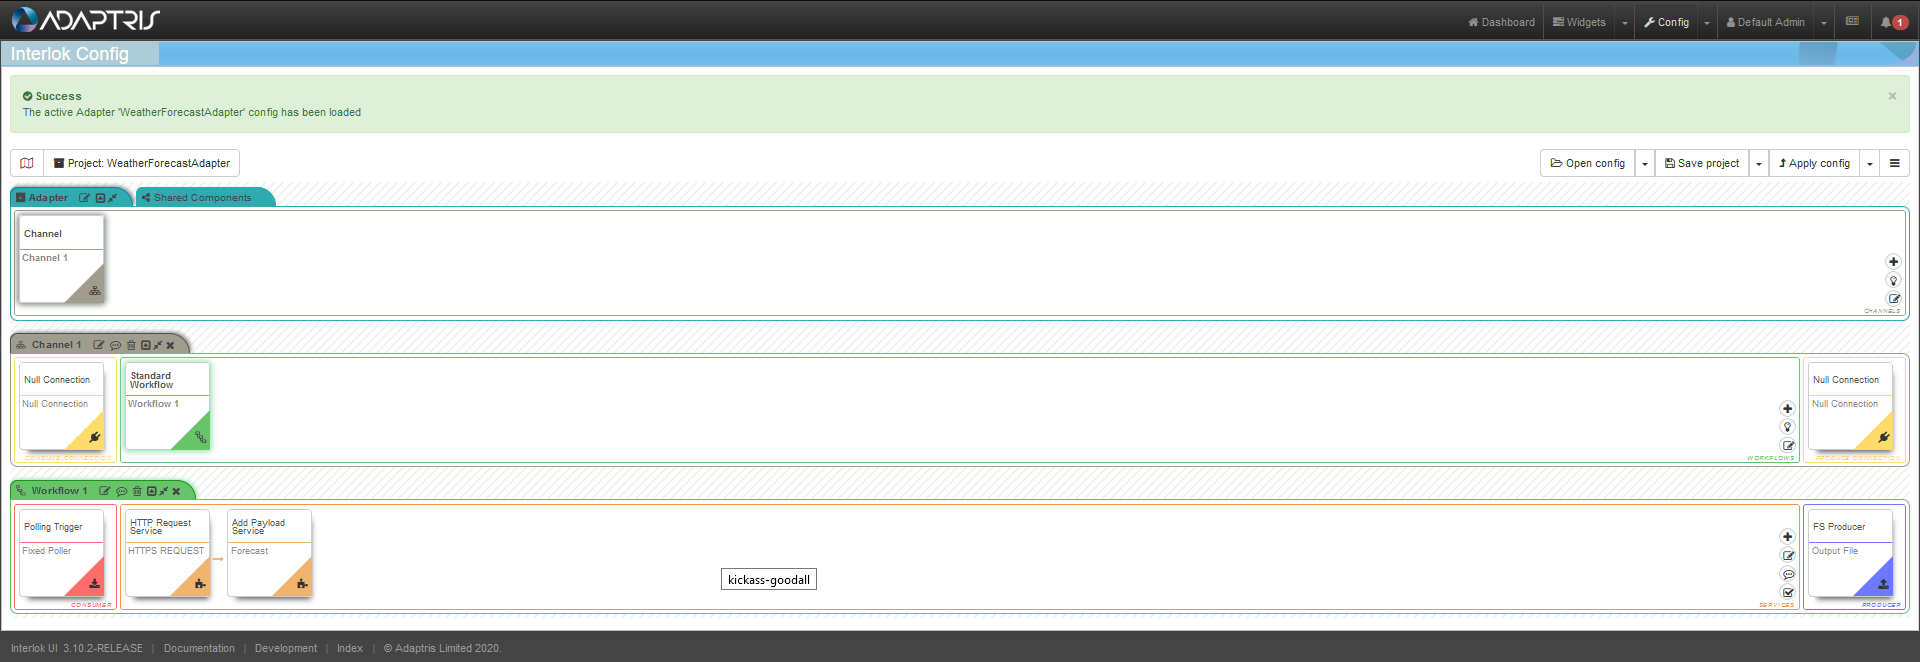 ADAPTRIS
Dashboard
Widgets
Config
Default Admin
1
Interlok Config
Success
The active Adapter 'WeatherForecastAdapter' config has been loaded
×
Project: WeatherForecastAdapter
Open config
Save project
Apply config
Adapter
Shared Components
Channel
Channel 1
CHANNELS
Channel 1
Null Connection
Null Connection
CONSUME CONNECTION
Standard
Workflow
Workflow 1
WORKFLOWS
Null Connection
Null Connection
PRODUCE CONNECTION
Workflow 1
Polling Trigger
Fixed Poller
CONSUMER
HTTP Request
Service
HTTPS REQUEST
Add Payload
Service
Forecast
kickass-goodall
SERVICES
FS Producer
Output File
PRODUCER
Interlok UI 3.10.2-RELEASE | Documentation | Development | Index | © Adaptris Limited 2020.